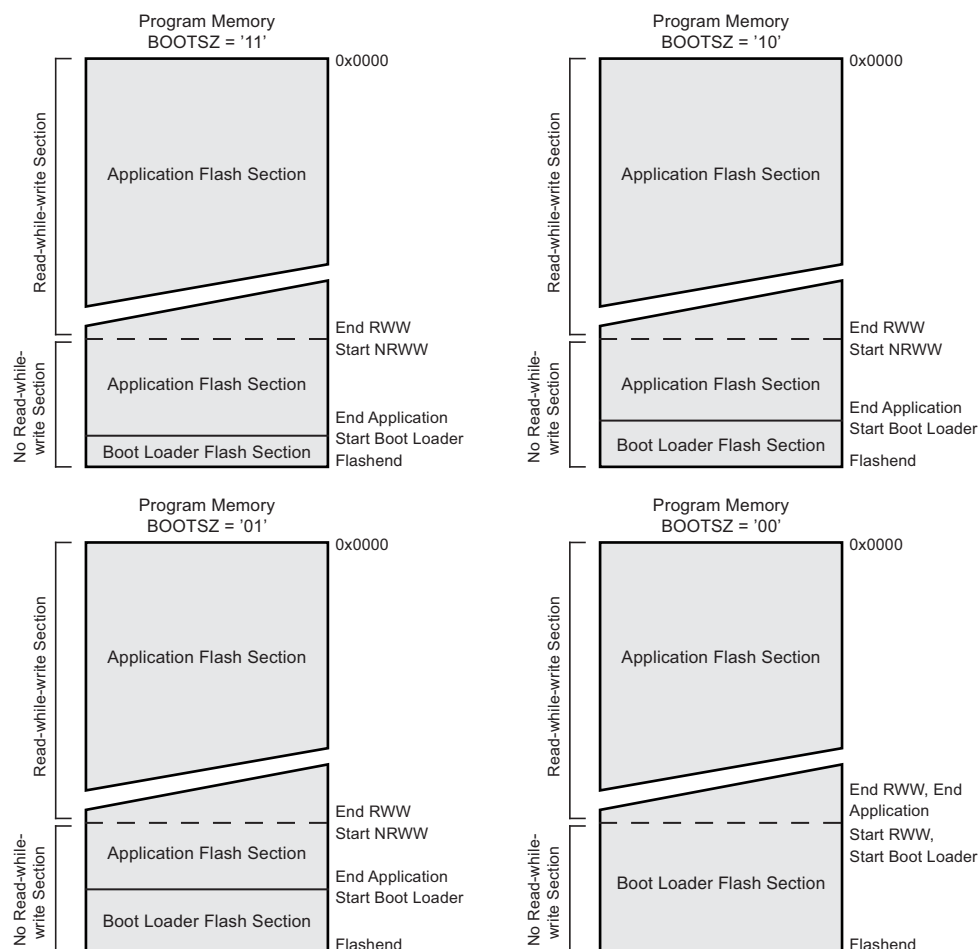 Program Memory
BOOTSZ = '11'
0x0000
Read-while-write Section
Application Flash Section
End RWW
Start NRWW
No Read-while-
write Section
Application Flash Section
End Application
Start Boot Loader
Boot Loader Flash Section
Flashend
Program Memory
BOOTSZ = '10'
0x0000
Read-while-write Section
Application Flash Section
End RWW
Start NRWW
No Read-while-
write Section
Application Flash Section
End Application
Start Boot Loader
Boot Loader Flash Section
Flashend
Program Memory
BOOTSZ = '01'
0x0000
Read-while-write Section
Application Flash Section
End RWW
Start NRWW
No Read-while-
write Section
Application Flash Section
End Application
Start Boot Loader
Boot Loader Flash Section
Flashend
Program Memory
BOOTSZ = '00'
0x0000
Read-while-write Section
Application Flash Section
End RWW, End
Application
Start RWW,
Start Boot Loader
No Read-while-
write Section
Boot Loader Flash Section
Flashend